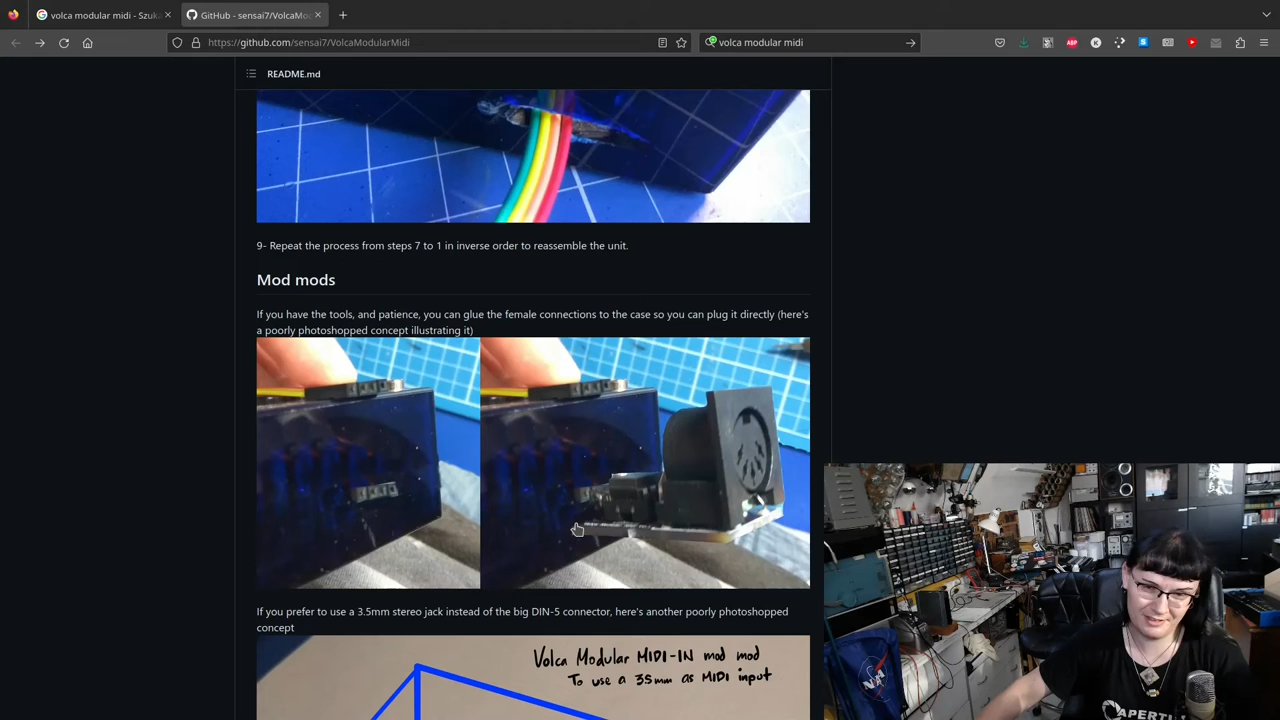 volca modular midi - Szuk
GitHub - sensai7/VolcaMo
https://github.com/sensai7/VolcaModularMidi
volca modular midi
ABP
README.md
9- Repeat the process from steps 7 to 1 in inverse order to reassemble the unit.
Mod mods
If you have the tools, and patience, you can glue the female connections to the case so you can plug it directly (here's
a poorly photoshopped concept illustrating it)
If you prefer to use a 3.5mm stereo jack instead of the big DIN-5 connector, here's another poorly photoshopped
concept
Volca Modular MIDI-IN mod mod
To use a 35mm as MIDI input
NASA
APERTU